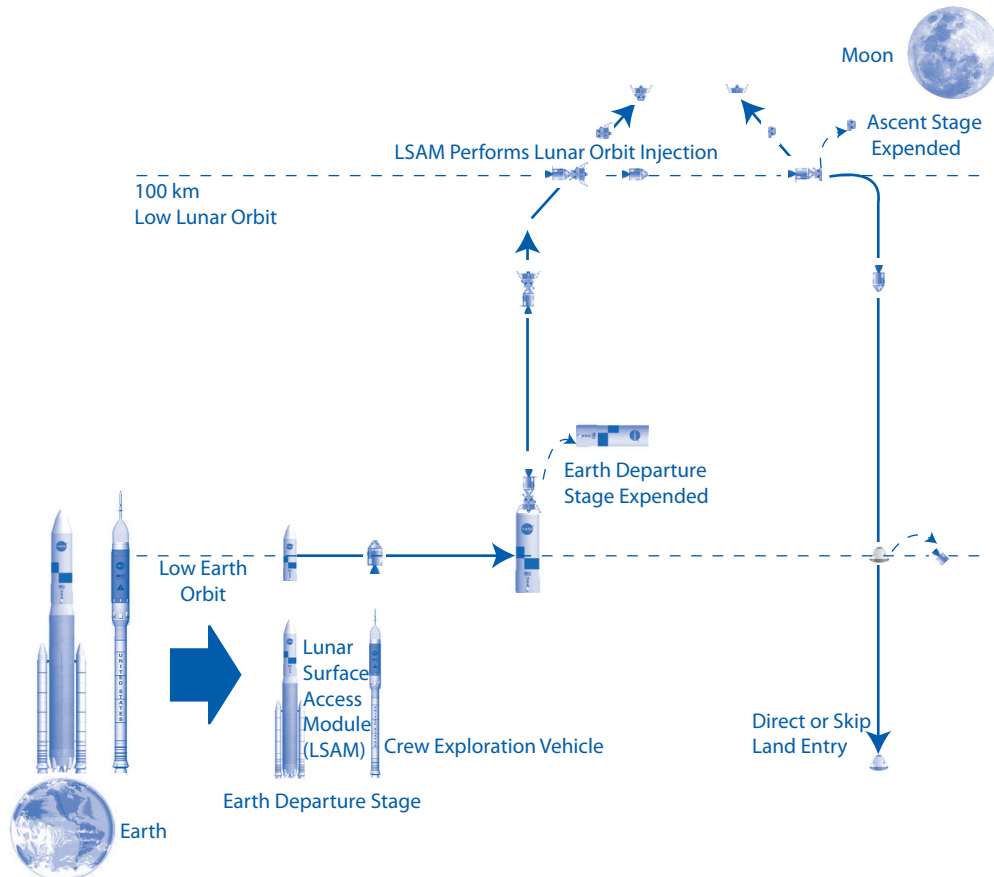 Moon
Ascent Stage
Expended
LSAM Performs Lunar Orbit Injection
100 km
Low Lunar Orbit
Earth Departure
Stage Expended
Low Earth
Orbit
UNITED STATES
Lunar
Surface
Access
Module
(LSAM)
Crew Exploration Vehicle
Direct or Skip
Land Entry
Earth Departure Stage
Earth